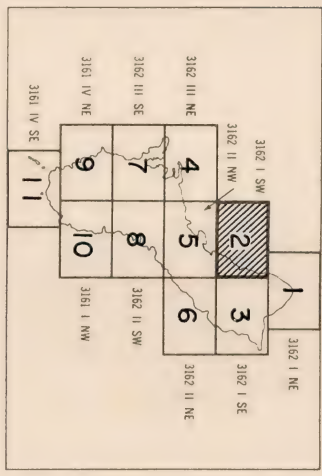 3162 I NE
3162 I SW
3162 II NW
3162 III NE
3162 III SE
3161 IV NE
3161 IV SE
3162 I SE
3162 II NE
3162 II SW
3161 I NW
1
2
3
4
5
6
7
8
9
10
11